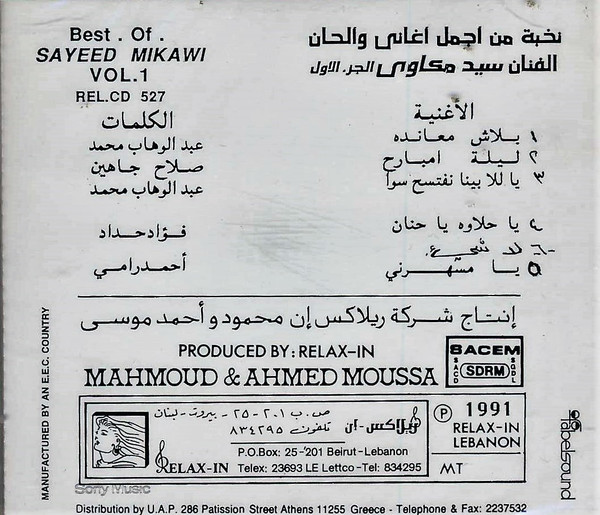 Best . Of .
SAYEED MIKAWI
VOL.1
REL.CD 527
نخبة من اجمل اغاني والحان
الفنان سيد مكاوي الجزء الاول
الكلمات
الأغنية
عبد الوهاب محمد
١ بلاش معانده
صلاح جاهين
٢ ليلة امبارح
عبد الوهاب محمد
٣ يا للا بينا نفتسح سوا
فؤاد حداد
٤ يا حلاوه يا حنان
أحمد رامي
٥ يا مسهرني
إنتاج شركة ريلاكس إن محمود و أحمد موسى
PRODUCED BY: RELAX-IN
MAHMOUD & AHMED MOUSSA
SACEM
SACD
SDRM
SGDL
MANUFACTURED BY AN E.E.C. COUNTRY
ريلاكس-ان
ص.ب ٢٠١-٢٥ - بيروت - لبنان
تلفون ٨٣٤٢٩٥
RELAX-IN
P.O.Box: 25-201 Beirut-Lebanon
Telex: 23693 LE Lettco-Tel: 834295
Ⓟ 1991
RELAX-IN
LEBANON
MT
labelsound
Sony Music
Distribution by U.A.P. 286 Patission Street Athens 11255 Greece - Telephone & Fax: 2237532